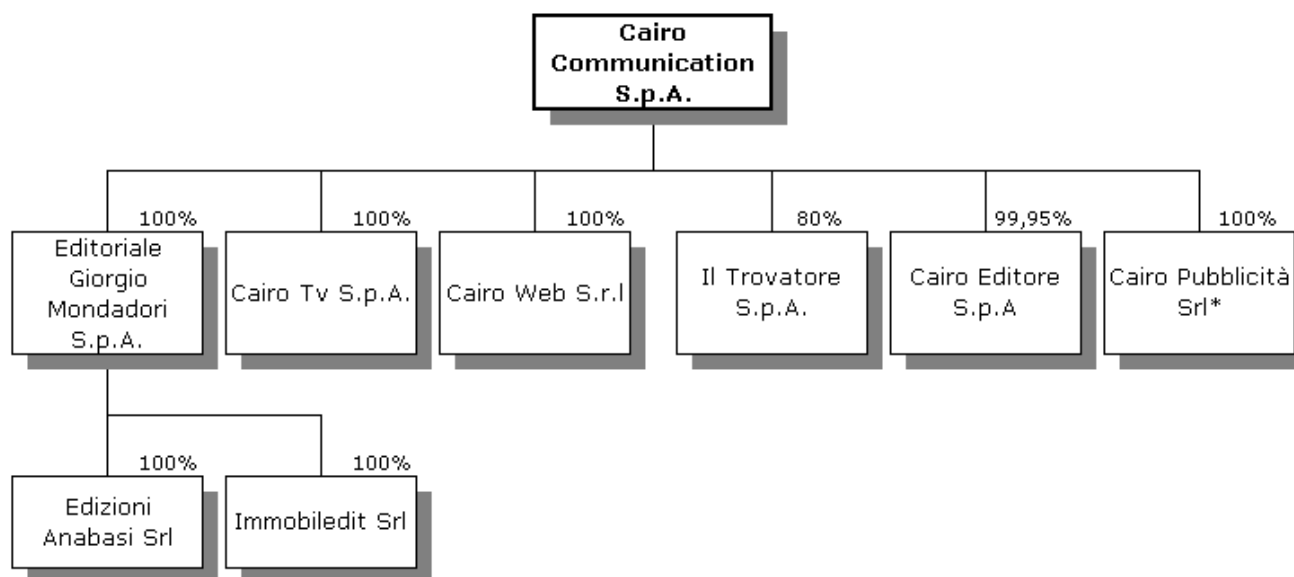 Cairo
Communication
S.p.A.
100%
100%
100%
80%
99,95%
100%
Editoriale
Giorgio
Mondadori
S.p.A.
Cairo Tv S.p.A.
Cairo Web S.r.l
Il Trovatore
S.p.A.
Cairo Editore
S.p.A
Cairo Pubblicità
Srl*
100%
100%
Edizioni
Anabasi Srl
Immobiledit Srl